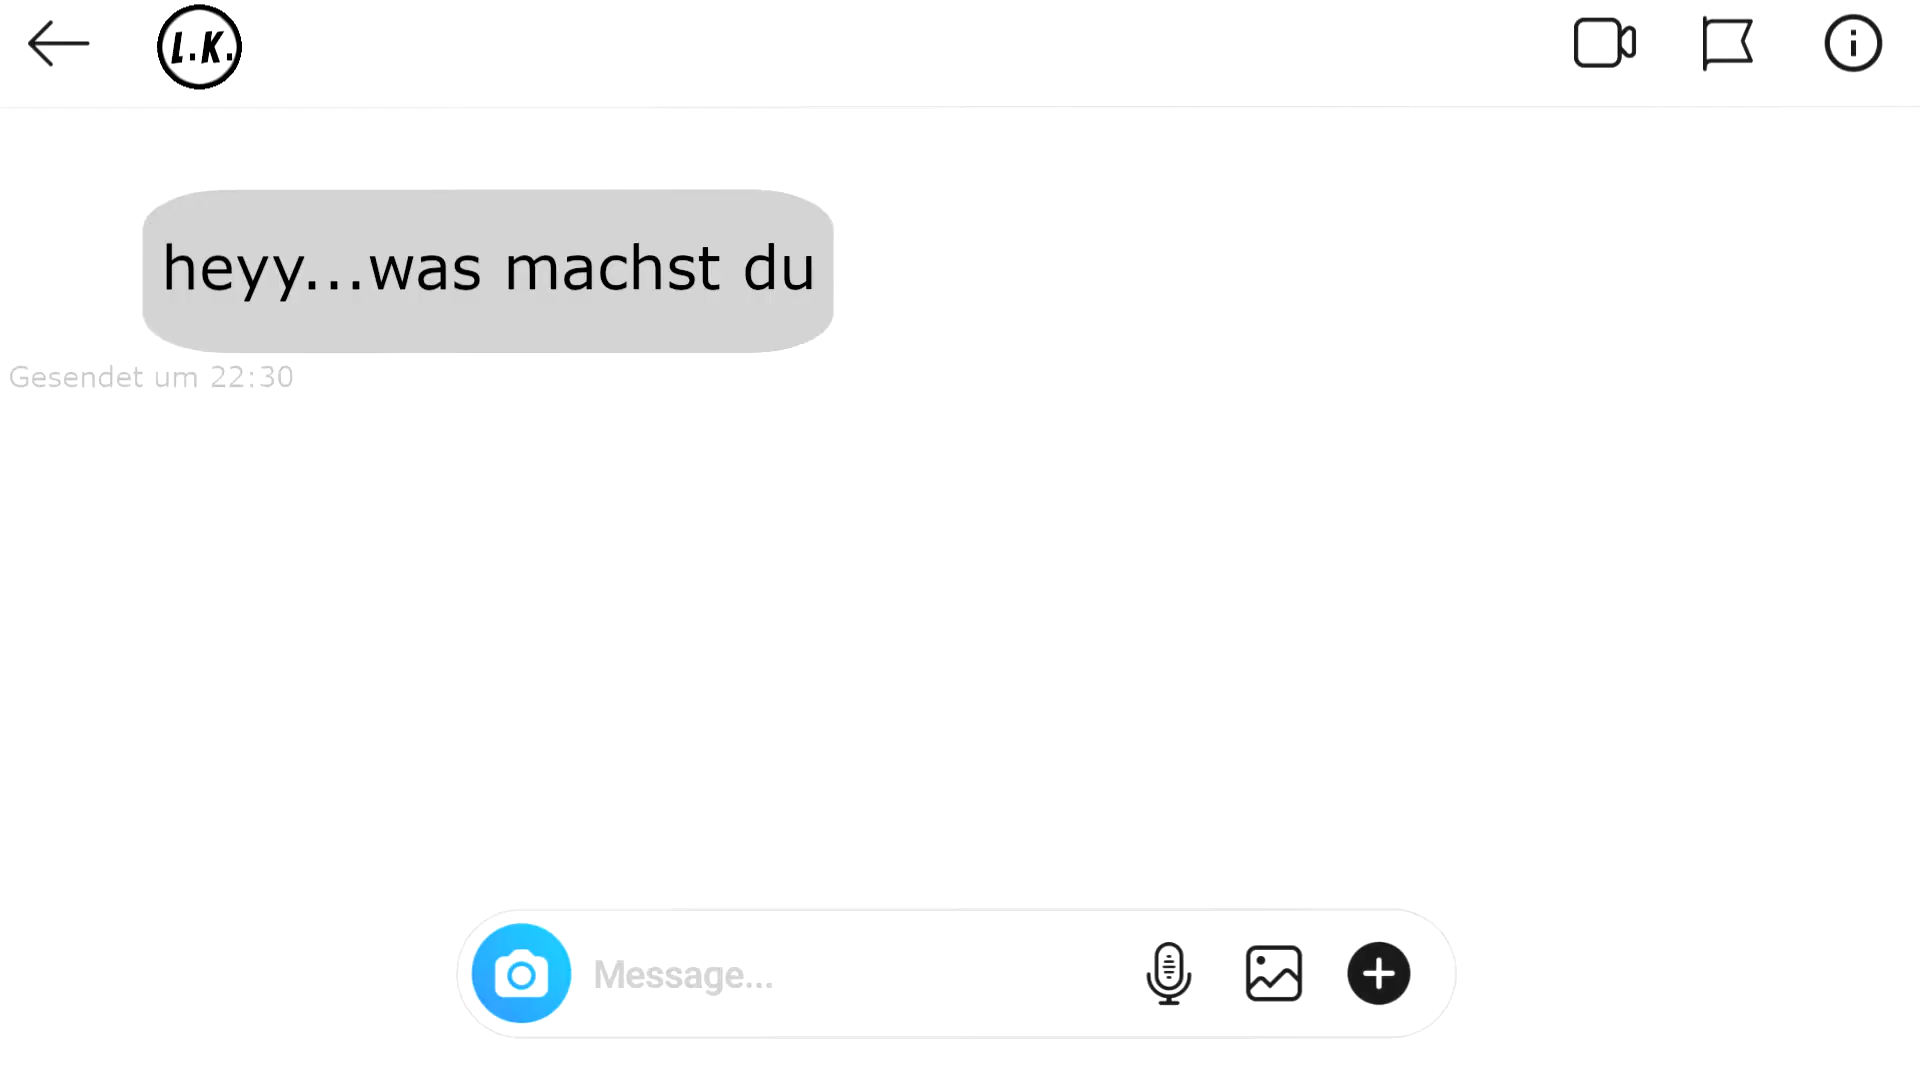 L.K.
heyy...was machst du
Gesendet um 22:30
Message...